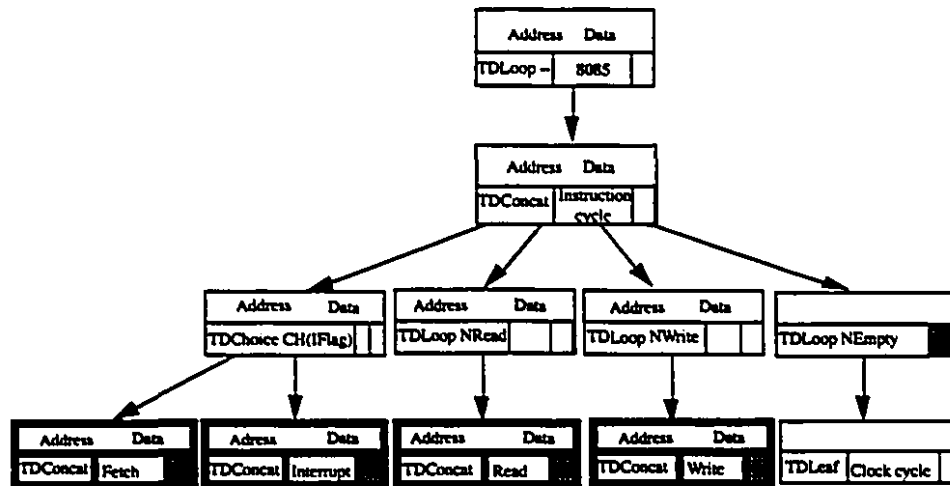 Address Data
TDLoop – 8085
Address Data
TDConcat Instruction
cycle
Address Data Address Data Address Data
TDChoice CH(IFlag) TDLoop NRead TDLoop NWrite TDLoop NEmpty
Address Data Address Data Address Data Address Data
TDConcat Fetch TDConcat Interrupt TDConcat Read TDConcat Write TDLeaf Clock cycle